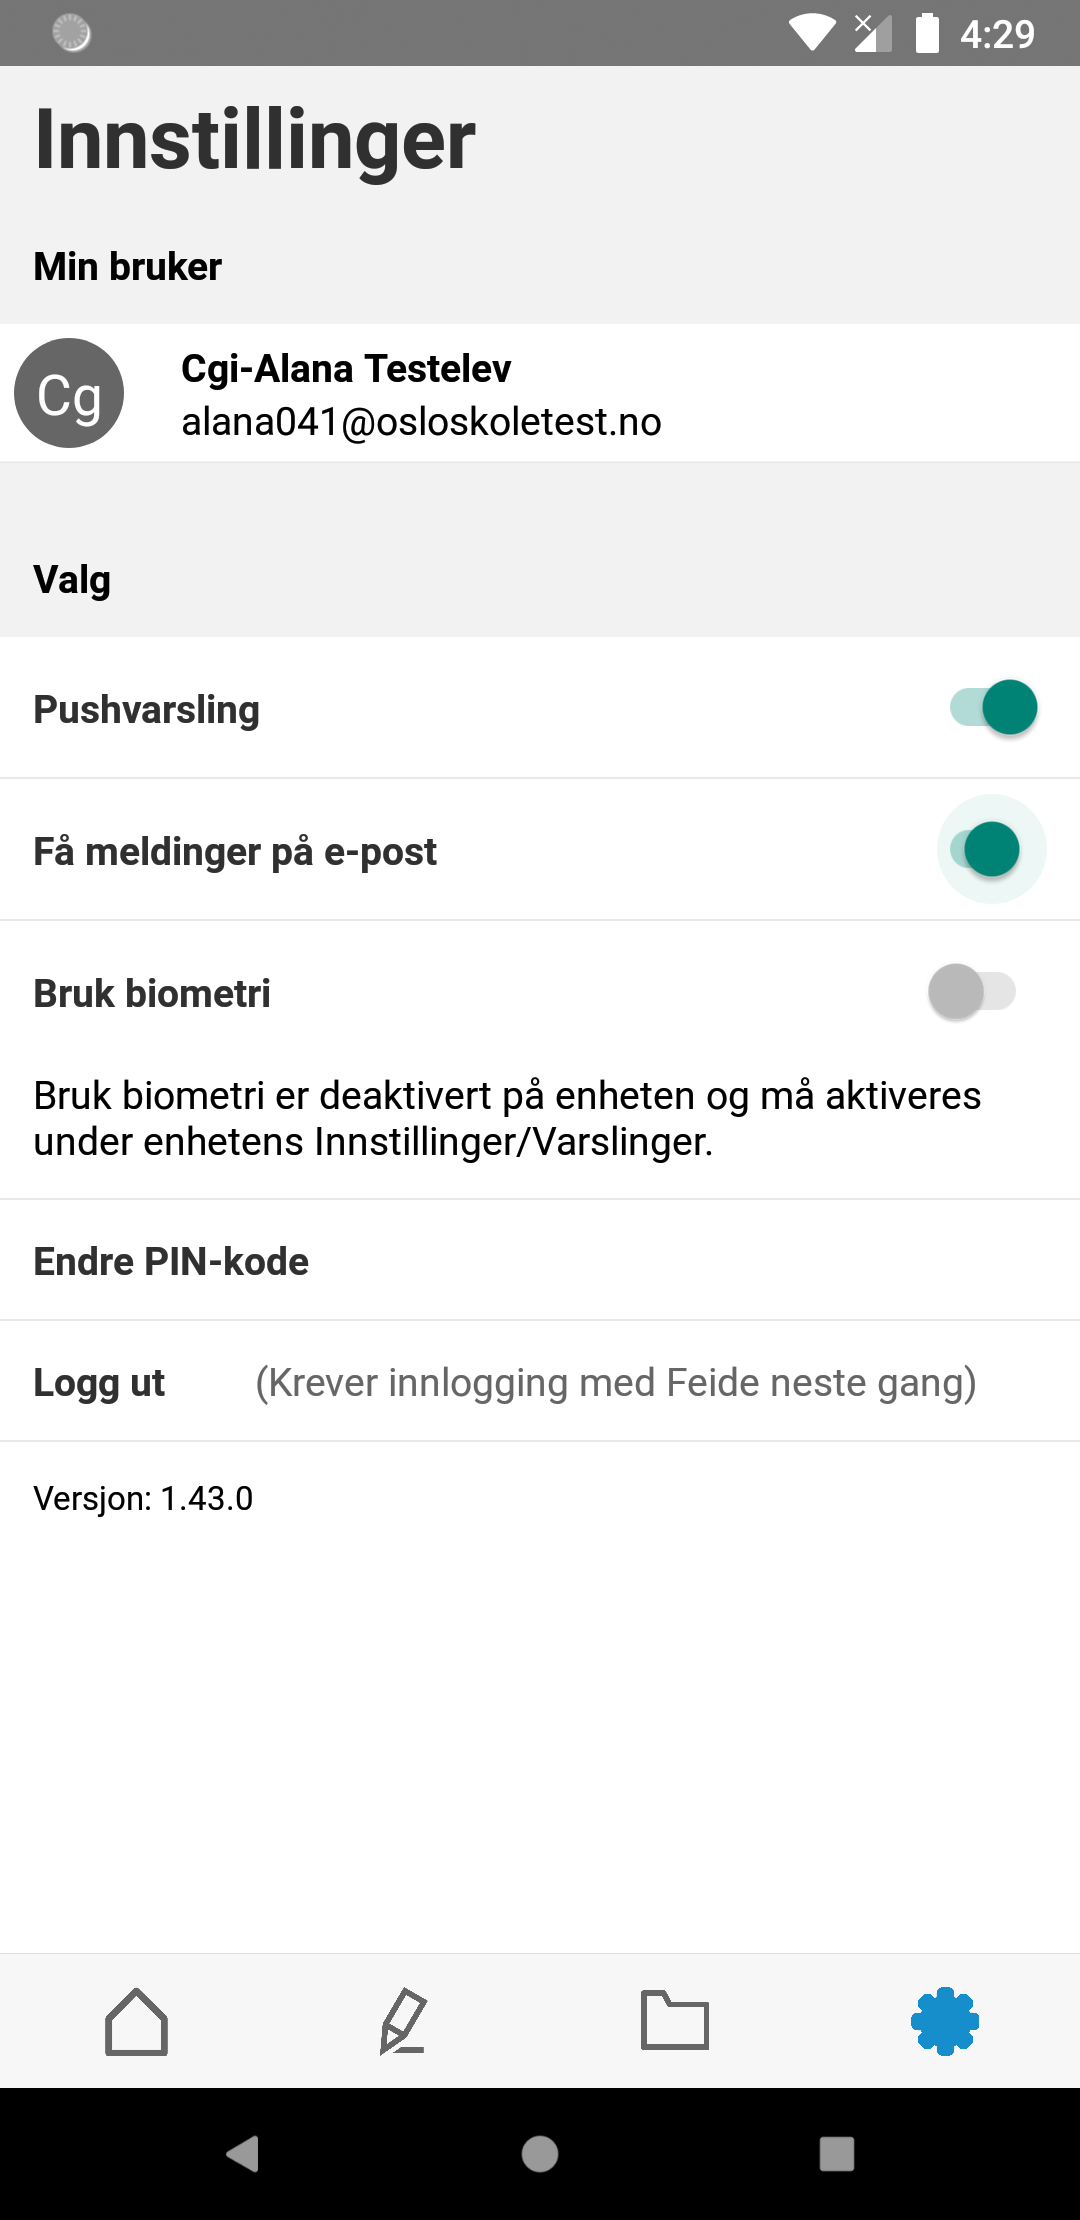 4:29
Innstillinger
Min bruker
Cg
Cgi-Alana Testelev
alana041@osloskoletest.no
Valg
Pushvarsling
Få meldinger på e-post
Bruk biometri
Bruk biometri er deaktivert på enheten og må aktiveres
under enhetens Innstillinger/Varslinger.
Endre PIN-kode
Logg ut (Krever innlogging med Feide neste gang)
Versjon: 1.43.0